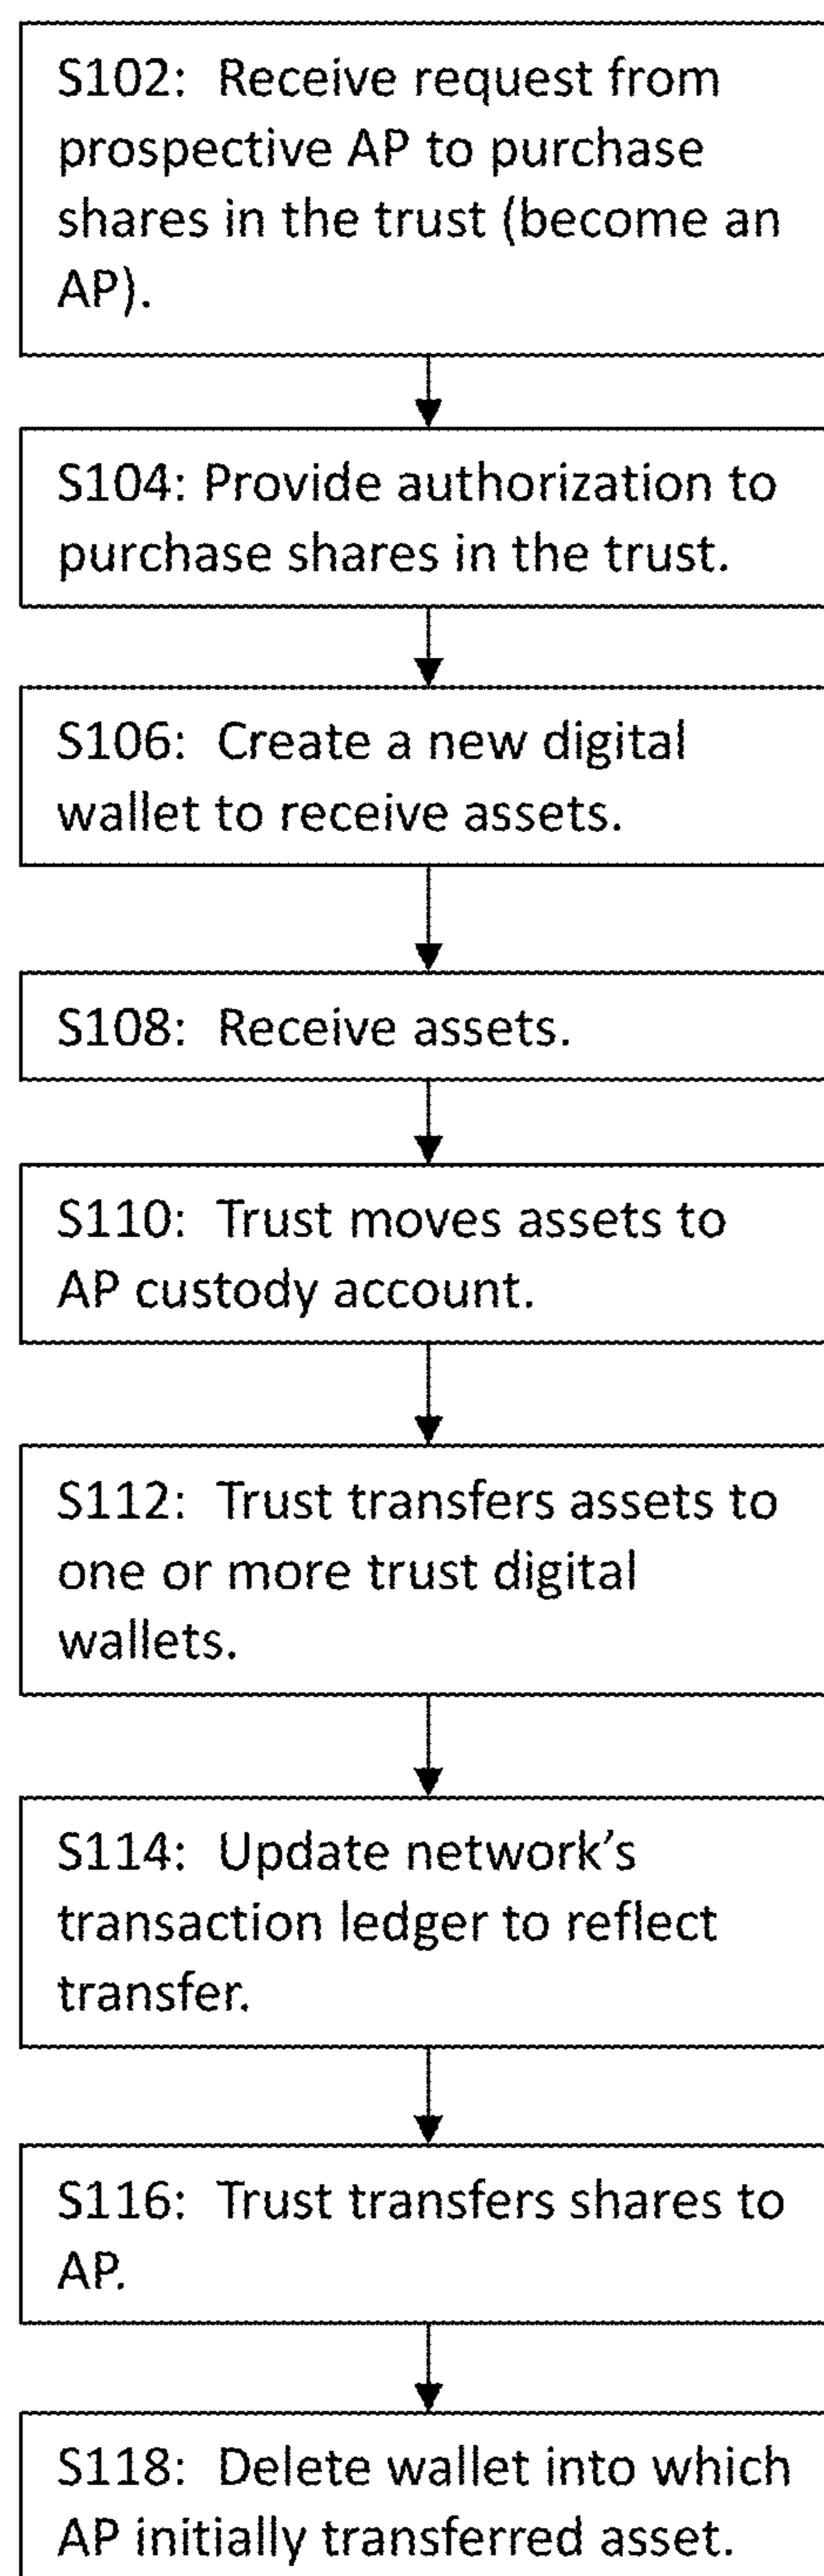 S102:  Receive request from
prospective AP to purchase
shares in the trust (become an
AP).
S104: Provide authorization to
purchase shares in the trust.
S106:  Create a new digital
wallet to receive assets.
S108:  Receive assets.
S110:  Trust moves assets to
AP custody account.
S112:  Trust transfers assets to
one or more trust digital
wallets.
S114:  Update network’s
transaction ledger to reflect
transfer.
S116:  Trust transfers shares to
AP.
S118:  Delete wallet into which
AP initially transferred asset.